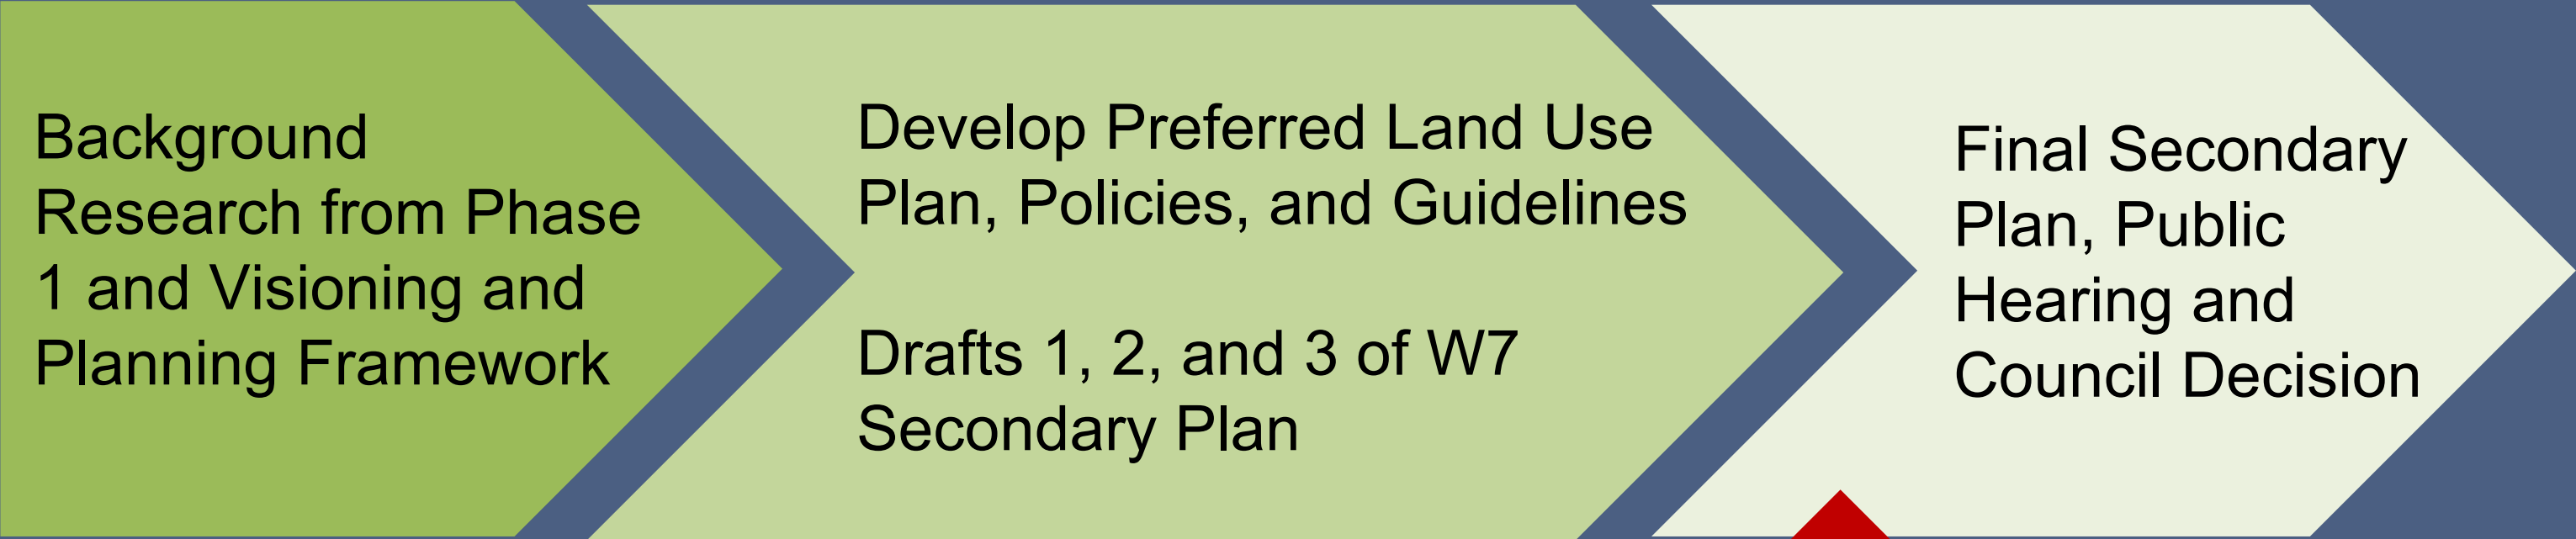 Background
Research from Phase
1 and Visioning and
Planning Framework
Develop Preferred Land Use
Plan, Policies, and Guidelines
Drafts 1, 2, and 3 of W7
Secondary Plan
Final Secondary
Plan, Public
Hearing and
Council Decision